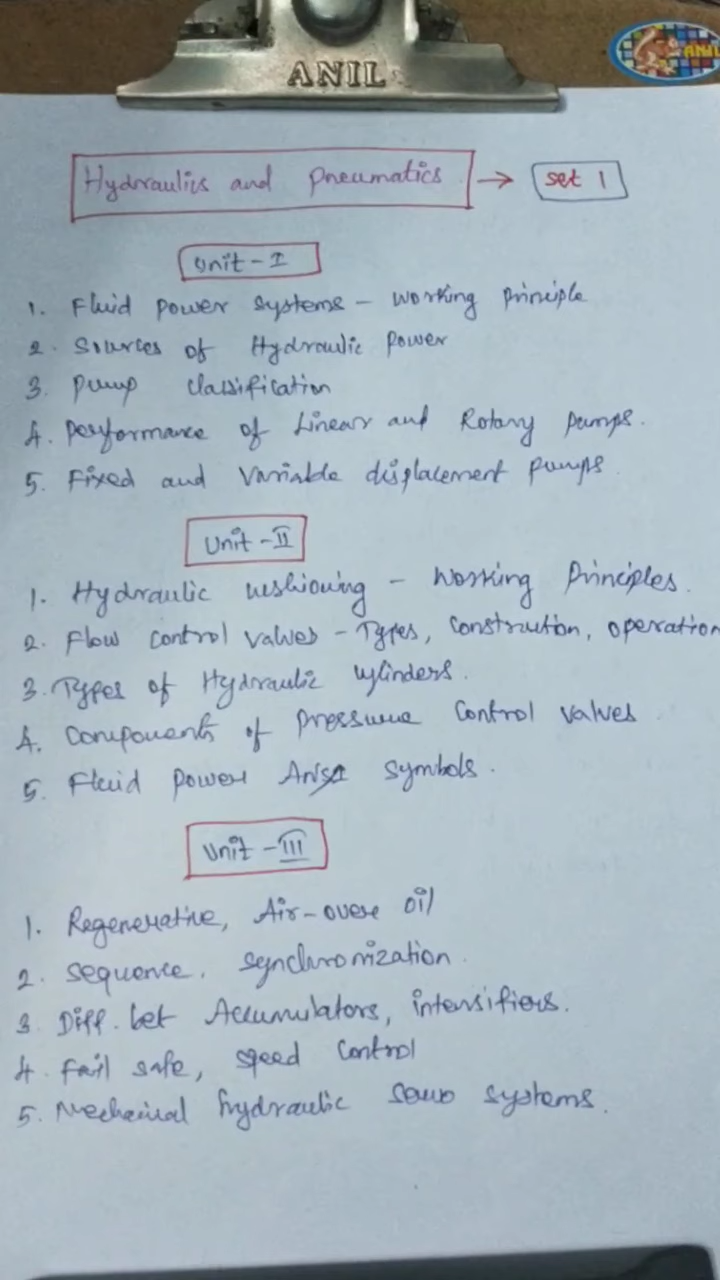 ANIL
ANIL
Hydraulics and Pneumatics → set 1
Unit - I
1. Fluid power systems - working principle
2. Sources of Hydraulic power
3. Pump classification
4. Performance of Linear and Rotary pumps.
5. Fixed and Variable displacement pumps.
Unit - II
1. Hydraulic cushioning - Working Principles.
2. Flow control valves - Types, construction, operation
3. Types of Hydraulic cylinders.
4. Components of Pressure control valves
5. Fluid power ANSI symbols.
Unit - III
1. Regenerative, Air-over oil
2. Sequence, synchronization.
3. Diff. bet Accumulators, intensifiers.
4. Fail safe, speed control
5. Mechanical hydraulic servo systems.